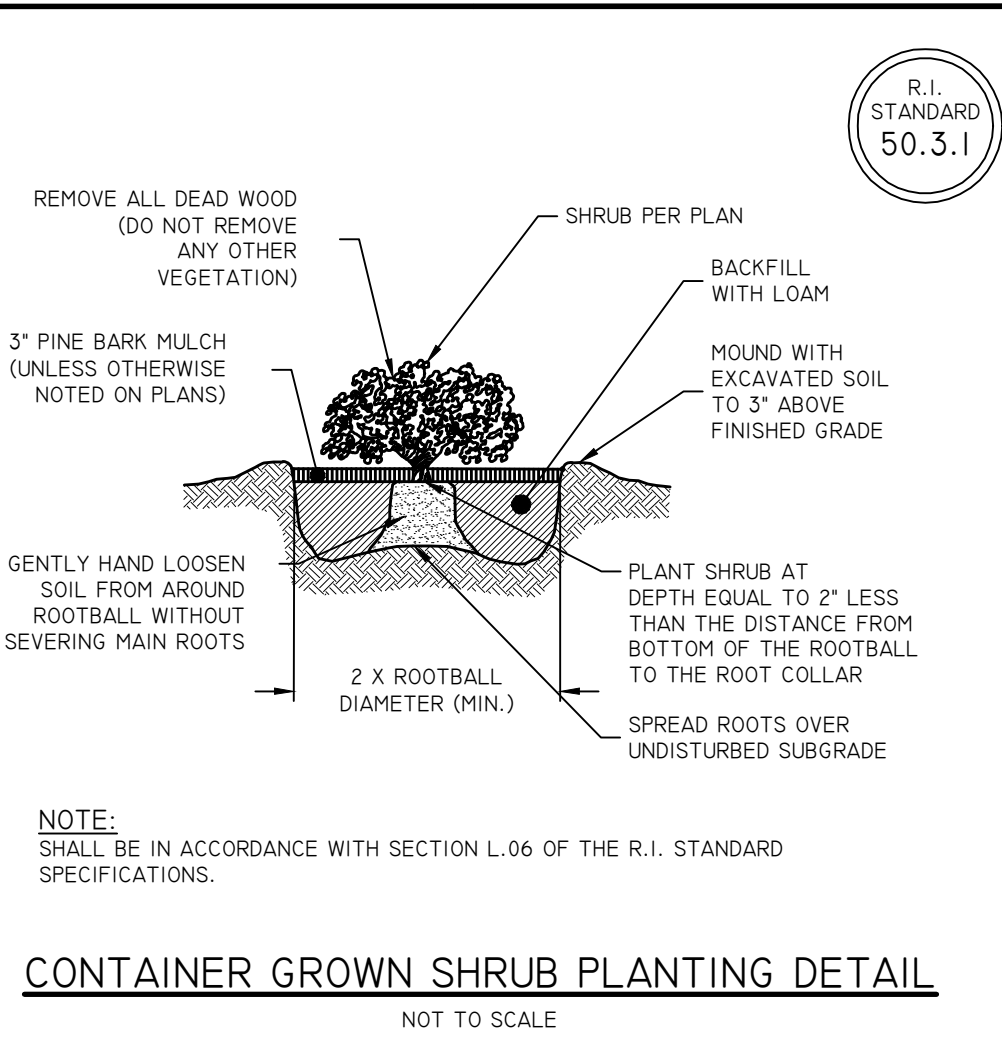 R.I.
STANDARD
50.3.1
REMOVE ALL DEAD WOOD
(DO NOT REMOVE
ANY OTHER
VEGETATION)
SHRUB PER PLAN
BACKFILL
WITH LOAM
3" PINE BARK MULCH
(UNLESS OTHERWISE
NOTED ON PLANS)
MOUND WITH
EXCAVATED SOIL
TO 3" ABOVE
FINISHED GRADE
GENTLY HAND LOOSEN
SOIL FROM AROUND
ROOTBALL WITHOUT
SEVERING MAIN ROOTS
PLANT SHRUB AT
DEPTH EQUAL TO 2" LESS
THAN THE DISTANCE FROM
BOTTOM OF THE ROOTBALL
TO THE ROOT COLLAR
2 X ROOTBALL
DIAMETER (MIN.)
SPREAD ROOTS OVER
UNDISTURBED SUBGRADE
NOTE:
SHALL BE IN ACCORDANCE WITH SECTION L.06 OF THE R.I. STANDARD
SPECIFICATIONS.
CONTAINER GROWN SHRUB PLANTING DETAIL
NOT TO SCALE